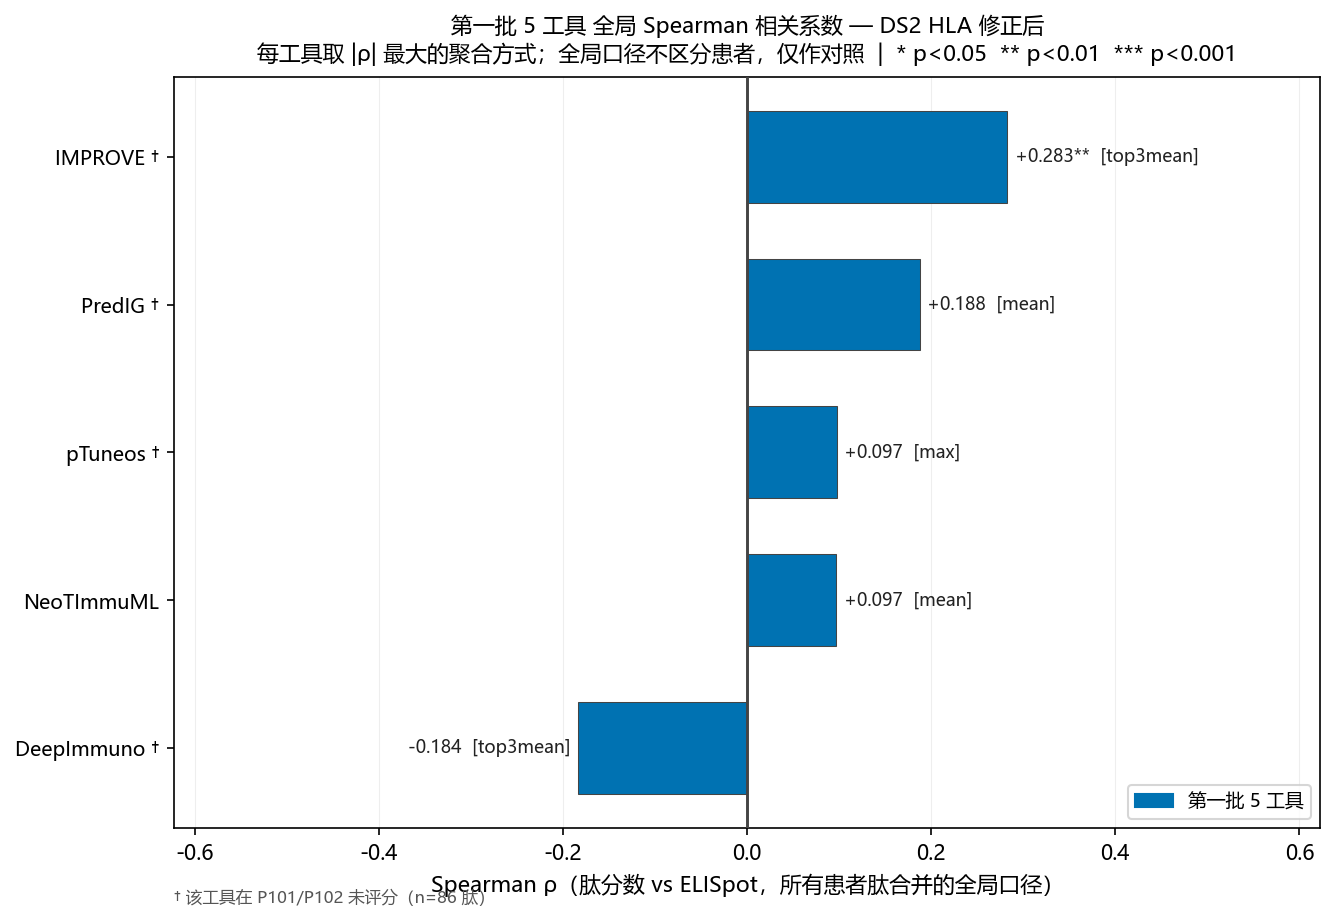 第一批 5 工具 全局 Spearman 相关系数 — DS2 HLA 修正后
每工具取 |ρ| 最大的聚合方式；全局口径不区分患者，仅作对照 | * p<0.05 ** p<0.01 *** p<0.001
IMPROVE †
+0.283** [top3mean]
PredIG †
+0.188 [mean]
pTuneos †
+0.097 [max]
NeoTImmuML
+0.097 [mean]
DeepImmuno †
-0.184 [top3mean]
第一批 5 工具
-0.6 -0.4 -0.2 0.0 0.2 0.4 0.6
Spearman ρ（肽分数 vs ELISpot，所有患者肽合并的全局口径）
† 该工具在 P101/P102 未评分（n=86 肽）